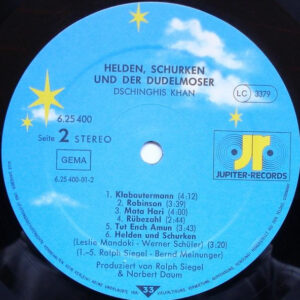 HELDEN, SCHURKEN
UND DER DUDELMOSER
DSCHINGHIS KHAN
6.25 400
LC 3379
Seite 2 STEREO
GEMA
6.25 400-01-2
JR
JUPITER-RECORDS
1. Klabautermann (4:12)
2. Robinson (3:39)
3. Mata Hari (4:00)
4. Rübezahl (2:44)
5. Tut Ench Amun (3:43)
6. Helden und Schurken
(Leslie Mandoki - Werner Schüler) (3:20)
(1.-5. Ralph Siegel - Bernd Meinunger)
Produziert von Ralph Siegel
& Norbert Daum
33